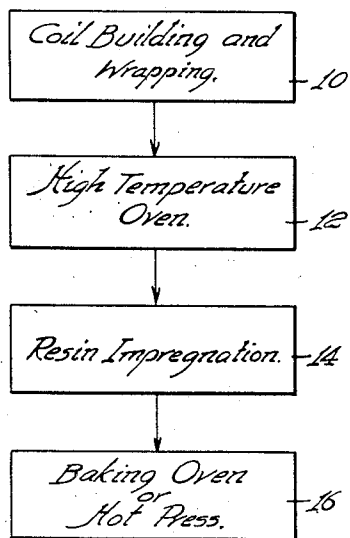 Coil Building and
Wrapping.
10
High Temperature
Oven.
12
Resin Impregnation.
14
Baking Oven
or
Hot Press.
16